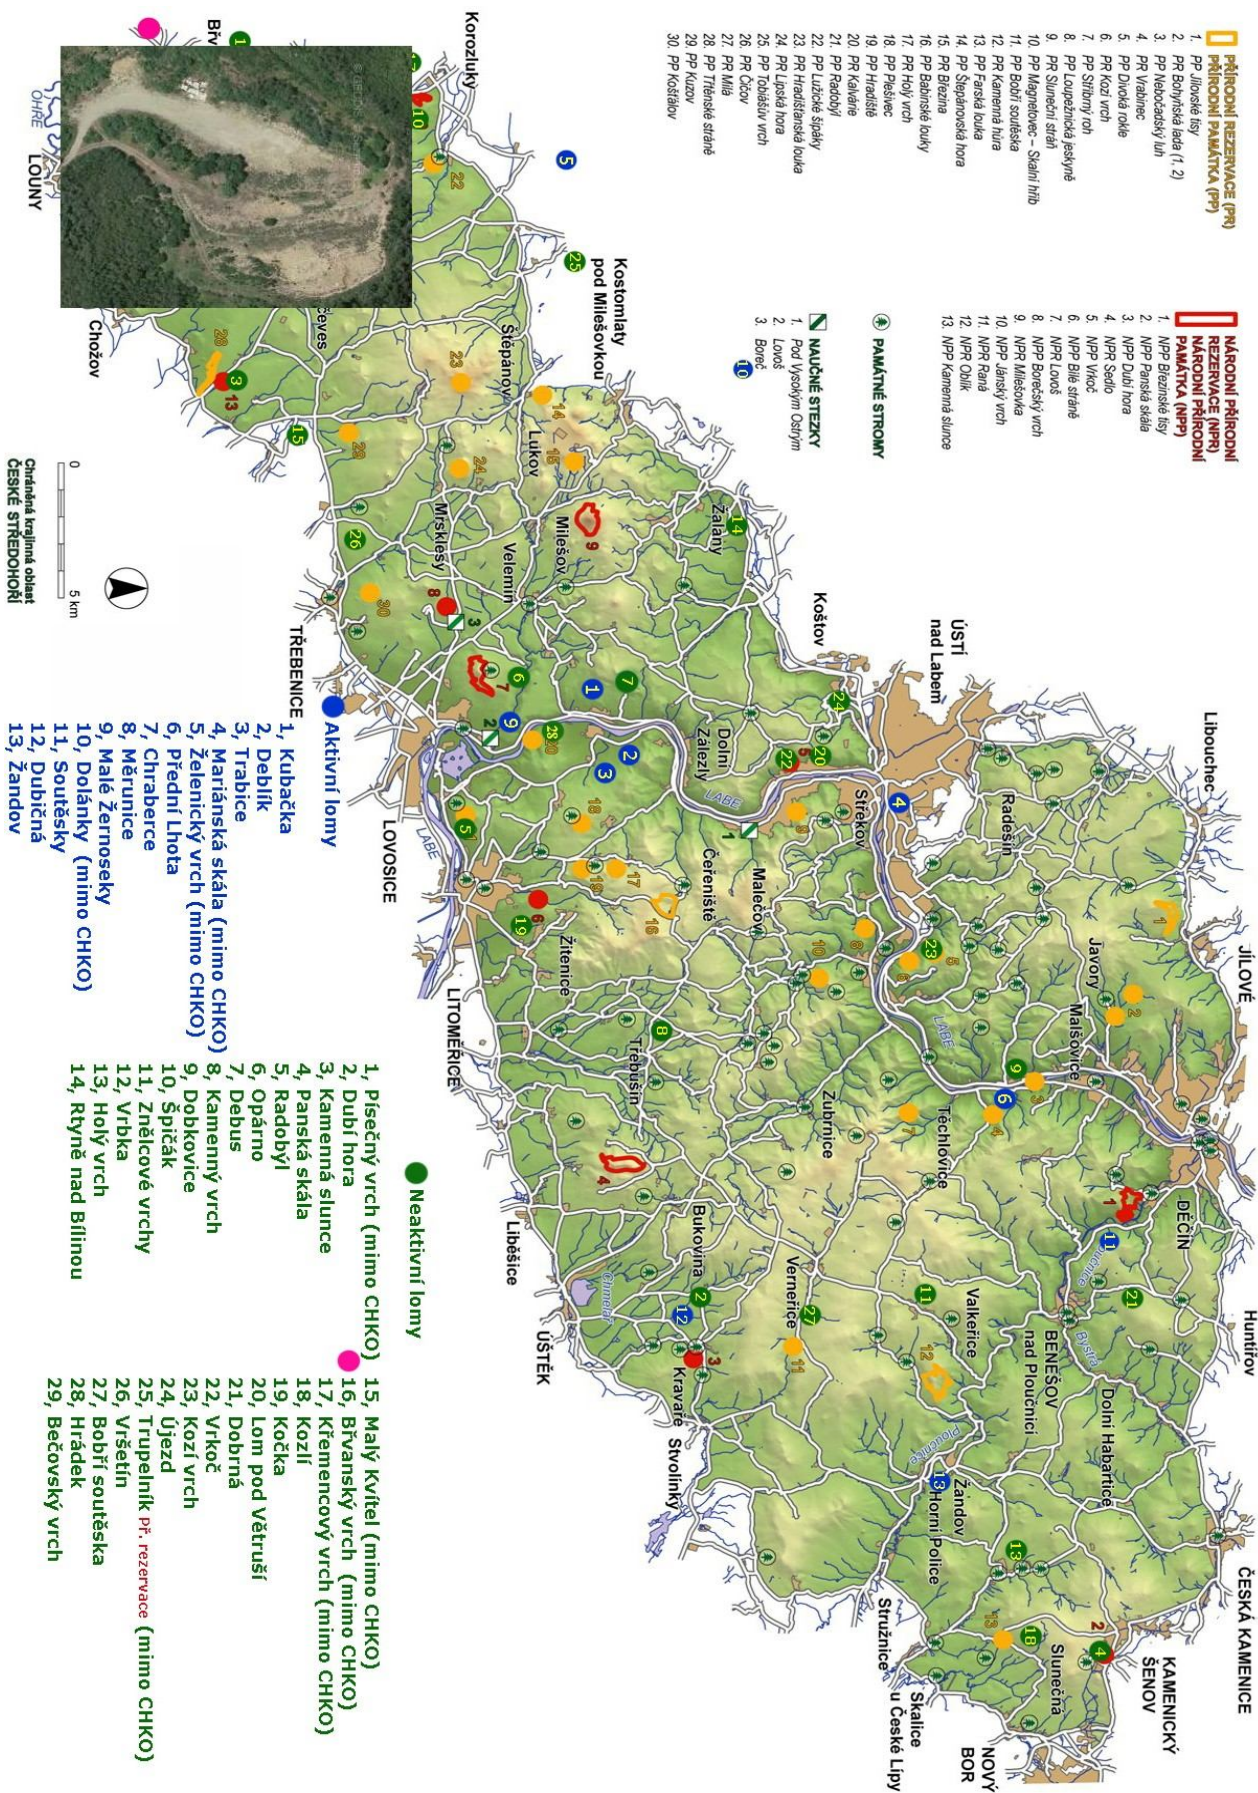 PŘÍRODNÍ REZERVACE (PR)
PŘÍRODNÍ PAMÁTKA (PP)
1. PP Jílovské tisy
2. PR Bohyňská lada (1, 2)
3. PP Nebočadský luh
4. PR Vrabinec
5. PP Divoká rokle
6. PR Kozí vrch
7. PP Stříbrný roh
8. PP Loupežnická jeskyně
9. PR Sluneční stráň
10. PP Magnetovec – Skalní hřib
11. PP Bobří soutěska
12. PR Kamenná hůra
13. PP Farská louka
14. PP Štěpánovská hora
15. PR Březina
16. PP Babinské louky
17. PR Holý vrch
18. PP Plešivec
19. PP Hradiště
20. PR Kalvárie
21. PP Radobýl
22. PP Lužické šipáky
23. PR Hradišťanská louka
24. PR Lipská hora
25. PP Tobiášův vrch
26. PR Číčov
27. PR Milá
28. PP Třtěnské stráně
29. PP Kuzov
30. PP Košťálov
NÁRODNÍ PŘÍRODNÍ
REZERVACE (NPR)
NÁRODNÍ PŘÍRODNÍ
PAMÁTKA (NPP)
1. NPP Březinské tisy
2. NPP Panská skála
3. NPP Dubí hora
4. NPR Sedlo
5. NPP Vrkoč
6. NPP Bílé stráně
7. NPR Lovoš
8. NPP Borečský vrch
9. NPR Milešovka
10. NPP Jánský vrch
11. NPR Raná
12. NPR Oblík
13. NPP Kamenná slunce
PAMÁTNÉ STROMY
NAUČNÉ STEZKY
1. Pod Vysokým Ostrým
2. Lovoš
3. Boreč
10
Libouchec
JÍLOVÉ
Huntířov
ČESKÁ KAMENICE
KAMENICKÝ
ŠENOV
NOVÝ
BOR
Skalice
u České Lípy
Stružnice
Slunečná
Dolní Habartice
BENEŠOV
nad Ploučnicí
Bystrá
DĚČÍN
Malšovice
Javory
Radešín
ÚSTÍ
nad Labem
Střekov
Koštov
Dolní
Zálezly
LABE
LABE
Malečov
Čeřeniště
Zubrnice
Těchlovice
Valkeřice
Verneřice
Ploučnice
Žandov
Horní Police
Stvolínky
Kravaře
Bukovina
Chmelař
ÚŠTĚK
Liběšice
Třebušín
Žitenice
LITOMĚŘICE
LABE
LOVOSICE
TŘEBENICE
Žalany
Milešov
Velemín
Mrsklesy
Lukov
Štěpánov
Kostomlaty
pod Milešovkou
Korozluky
Chožov
LOUNY
OHŘE
0 5 km
Chráněná krajinná oblast
ČESKÉ STŘEDOHOŘÍ
Aktivní lomy
1, Kubačka
2, Deblík
3, Trabice
4, Mariánská skála (mimo CHKO)
5, Želenický vrch (mimo CHKO)
6, Přední Lhota
7, Chraberce
8, Měrunice
9, Malé Žernoseky
10, Dolánky (mimo CHKO)
11, Soutěsky
12, Dubičná
13, Žandov
Neaktivní lomy
1, Písečný vrch (mimo CHKO)
2, Dubí hora
3, Kamenná slunce
4, Panská skála
5, Radobýl
6, Opárno
7, Debus
8, Kamenný vrch
9, Dobkovice
10, Špičák
11, Znělcové vrchy
12, Vrbka
13, Holý vrch
14, Rtyně nad Bílinou
15, Malý Kvítel (mimo CHKO)
16, Břvanský vrch (mimo CHKO)
17, Křemencový vrch (mimo CHKO)
18, Kozlí
19, Kočka
20, Lom pod Větruší
21, Dobrná
22, Vrkoč
23, Kozí vrch
24, Újezd
25, Trupelník př. rezervace (mimo CHKO)
26, Vršetín
27, Bobří soutěska
28, Hrádek
29, Bečovský vrch